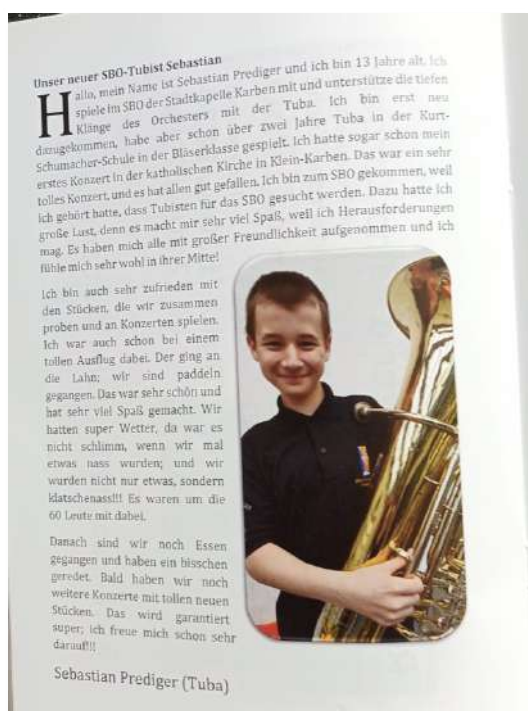 Unser neuer SBO-Tubist Sebastian
Hallo, mein Name ist Sebastian Prediger und ich bin 13 Jahre alt. Ich
spiele im SBO der Stadtkapelle Karben mit und unterstütze die tiefen
Klänge des Orchesters mit der Tuba. Ich bin erst neu
dazugekommen, habe aber schon über zwei Jahre Tuba in der Kurt-
Schumacher-Schule in der Bläserklasse gespielt. Ich hatte sogar schon mein
erstes Konzert in der katholischen Kirche in Klein-Karben. Das war ein sehr
tolles Konzert, und es hat allen gut gefallen. Ich bin zum SBO gekommen, weil
ich gehört hatte, dass Tubisten für das SBO gesucht werden. Dazu hatte ich
große Lust, denn es macht mir sehr viel Spaß, weil ich Herausforderungen
mag. Es haben mich alle mit großer Freundlichkeit aufgenommen und ich
fühle mich sehr wohl in ihrer Mitte!
Ich bin auch sehr zufrieden mit
den Stücken, die wir zusammen
proben und an Konzerten spielen.
Ich war auch schon bei einem
tollen Ausflug dabei. Der ging an
die Lahn; wir sind paddeln
gegangen. Das war sehr schön und
hat sehr viel Spaß gemacht. Wir
hatten super Wetter, da war es
nicht schlimm, wenn wir mal
etwas nass wurden; und wir
wurden nicht nur etwas, sondern
klatschenass!!! Es waren um die
60 Leute mit dabei.
Danach sind wir noch Essen
gegangen und haben ein bisschen
geredet. Bald haben wir noch
weitere Konzerte mit tollen neuen
Stücken. Das wird garantiert
super; ich freue mich schon sehr
darauf!!!
Sebastian Prediger (Tuba)